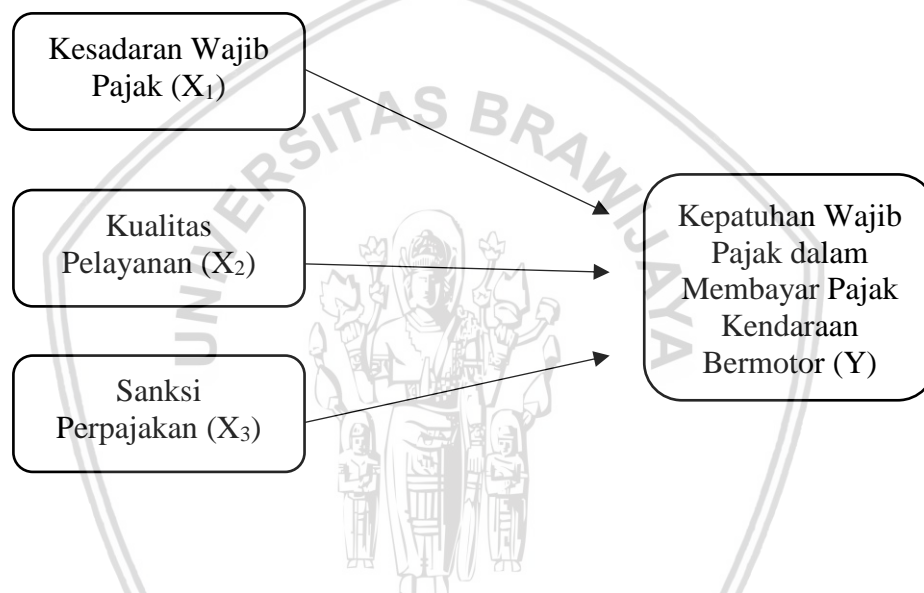 Kesadaran Wajib
Pajak (X₁)
UNIVERSITAS BRAWIJAYA
Kualitas
Pelayanan (X₂)
Kepatuhan Wajib
Pajak dalam
Membayar Pajak
Kendaraan
Bermotor (Y)
Sanksi
Perpajakan (X₃)